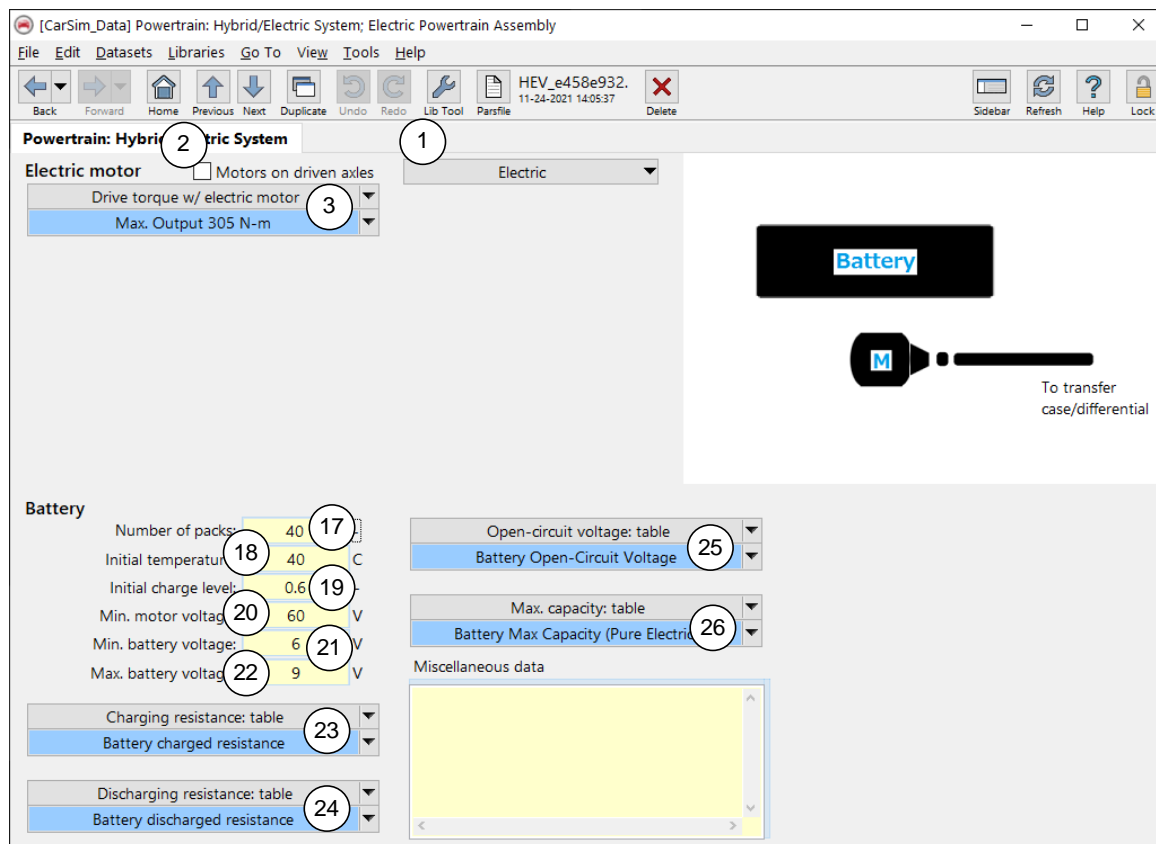 [CarSim_Data] Powertrain: Hybrid/Electric System; Electric Powertrain Assembly
File Edit Datasets Libraries Go To View Tools Help
Back Forward Home Previous Next Duplicate Undo Redo Lib Tool Parsfile HEV_e458e932. 11-24-2021 14:05:37 Delete Sidebar Refresh Help Lock
Powertrain: Hybri 2 tric System
1
Electric motor Motors on driven axles Electric
Drive torque w/ electric motor 3
Max. Output 305 N-m
Battery
M
To transfer
case/differential
Battery
Number of packs: 40 17 -
Initial temperatur 18 40 C
Initial charge level: 0.6 19 -
Min. motor voltag 20 60 V
Min. battery voltage: 6 21 V
Max. battery voltag 22 9 V
Open-circuit voltage: table 25
Battery Open-Circuit Voltage
Max. capacity: table 26
Battery Max Capacity (Pure Electric
Miscellaneous data
Charging resistance: table 23
Battery charged resistance
Discharging resistance: table 24
Battery discharged resistance